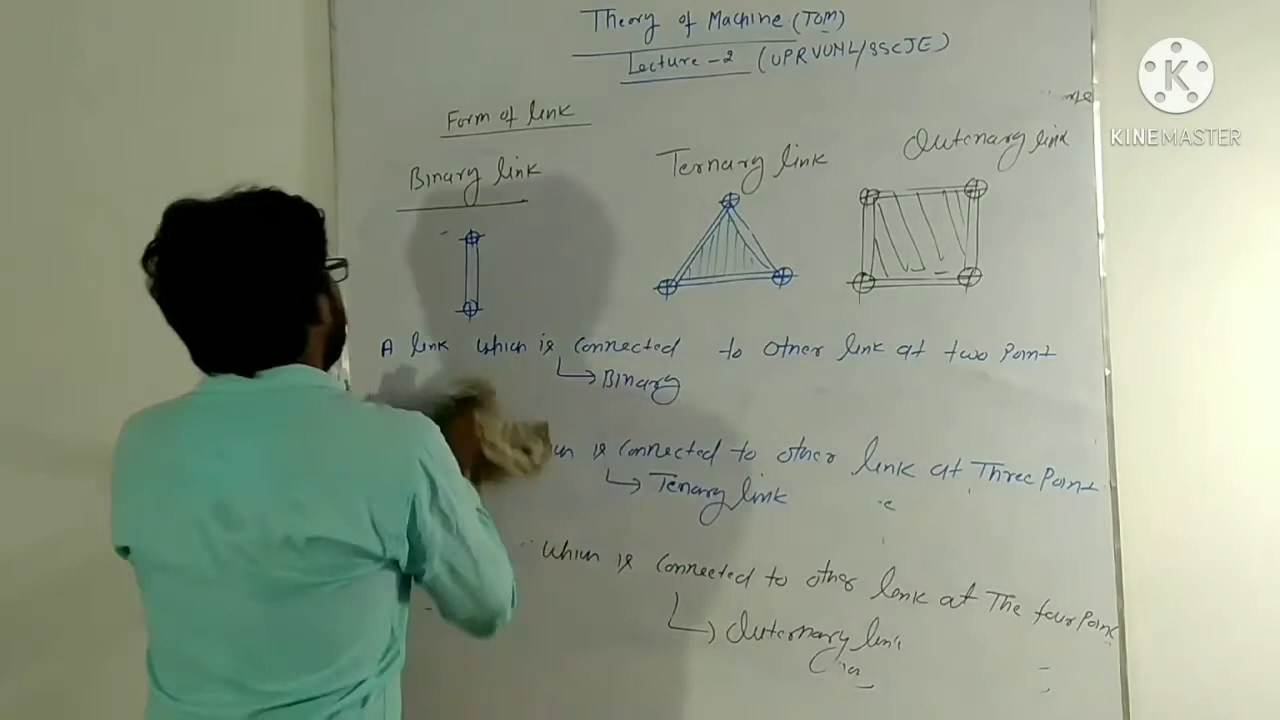 Theory of Machine (TOM)
Lecture - 2 (UPRVUNL/SSCJE)
KINEMASTER
Form of link
Binary link
Ternary link
Quternary link
A link which is connected to other link at two Point
Binary
is connected to other link at Three Point
Ternary link
which is connected to other link at The four Point
Quternary link